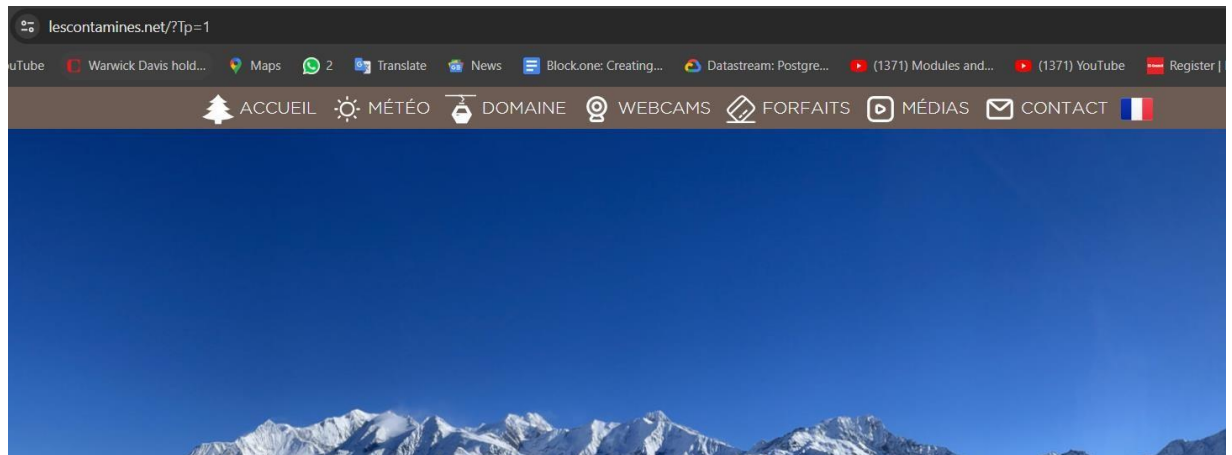 lescontamines.net/?Tp=1
uTube Warwick Davis hold... Maps 2 Translate News Block.one: Creating... Datastream: Postgre... (1371) Modules and... (1371) YouTube Register |
ACCUEIL MÉTÉO 2 DOMAINE WEBCAMS FORFAITS MÉDIAS CONTACT